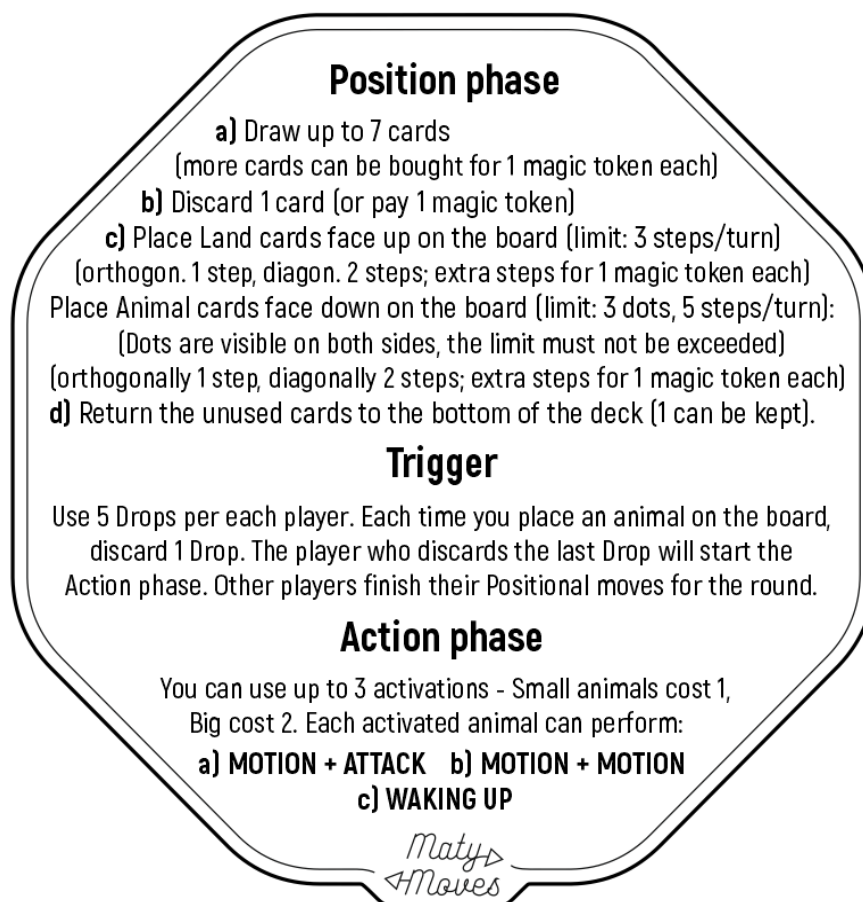 Position phase
a) Draw up to 7 cards
(more cards can be bought for 1 magic token each)
b) Discard 1 card (or pay 1 magic token)
c) Place Land cards face up on the board (limit: 3 steps/turn)
(orthogon. 1 step, diagon. 2 steps; extra steps for 1 magic token each)
Place Animal cards face down on the board (limit: 3 dots, 5 steps/turn):
(Dots are visible on both sides, the limit must not be exceeded)
(orthogonally 1 step, diagonally 2 steps; extra steps for 1 magic token each)
d) Return the unused cards to the bottom of the deck (1 can be kept).
Trigger
Use 5 Drops per each player. Each time you place an animal on the board,
discard 1 Drop. The player who discards the last Drop will start the
Action phase. Other players finish their Positional moves for the round.
Action phase
You can use up to 3 activations - Small animals cost 1,
Big cost 2. Each activated animal can perform:
a) MOTION + ATTACK b) MOTION + MOTION
c) WAKING UP
Maty
Moves